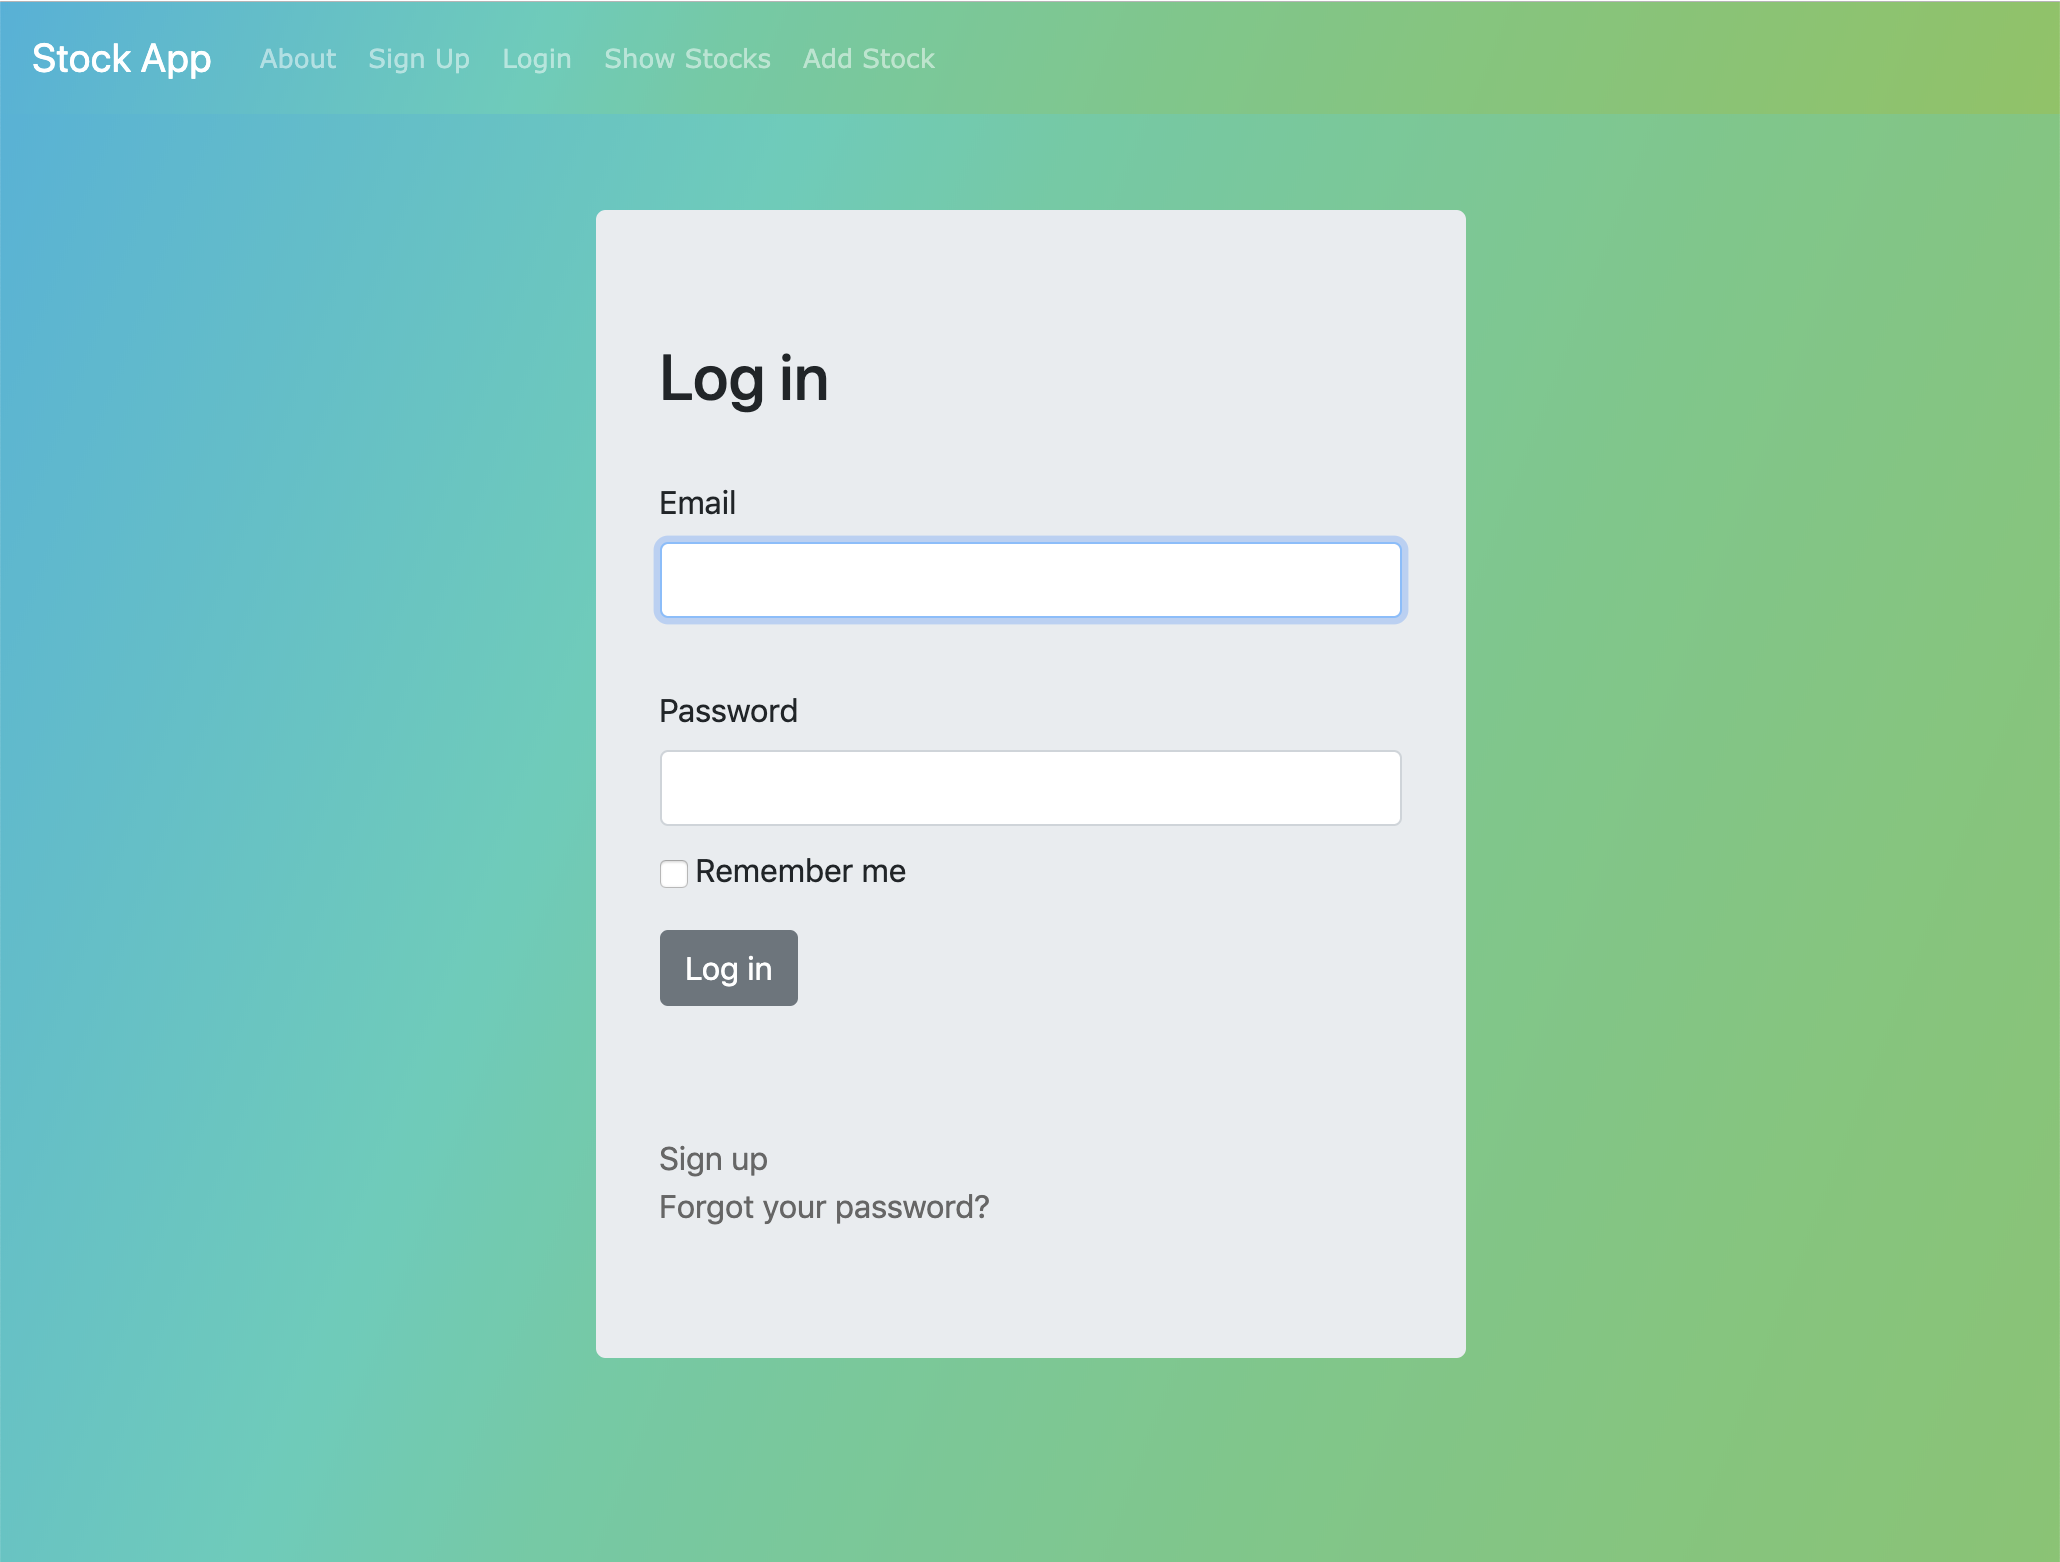 Stock App About Sign Up Login Show Stocks Add Stock
Log in
Email
Password
Remember me
Log in
Sign up
Forgot your password?